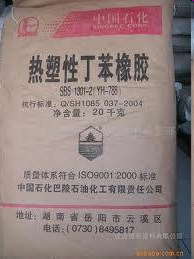 中国石化
SINOPEC CORP
热塑性丁苯橡胶
SBS 1301-2(YH-788)
执行标准: Q/SH1085 037-2004
净含量: 20千克
质量体系符合ISO9001:2000 标准
中国石化巴陵石油化工有限责任公司
地址: 湖南省岳阳市云溪区
电话: (0730) 8495817